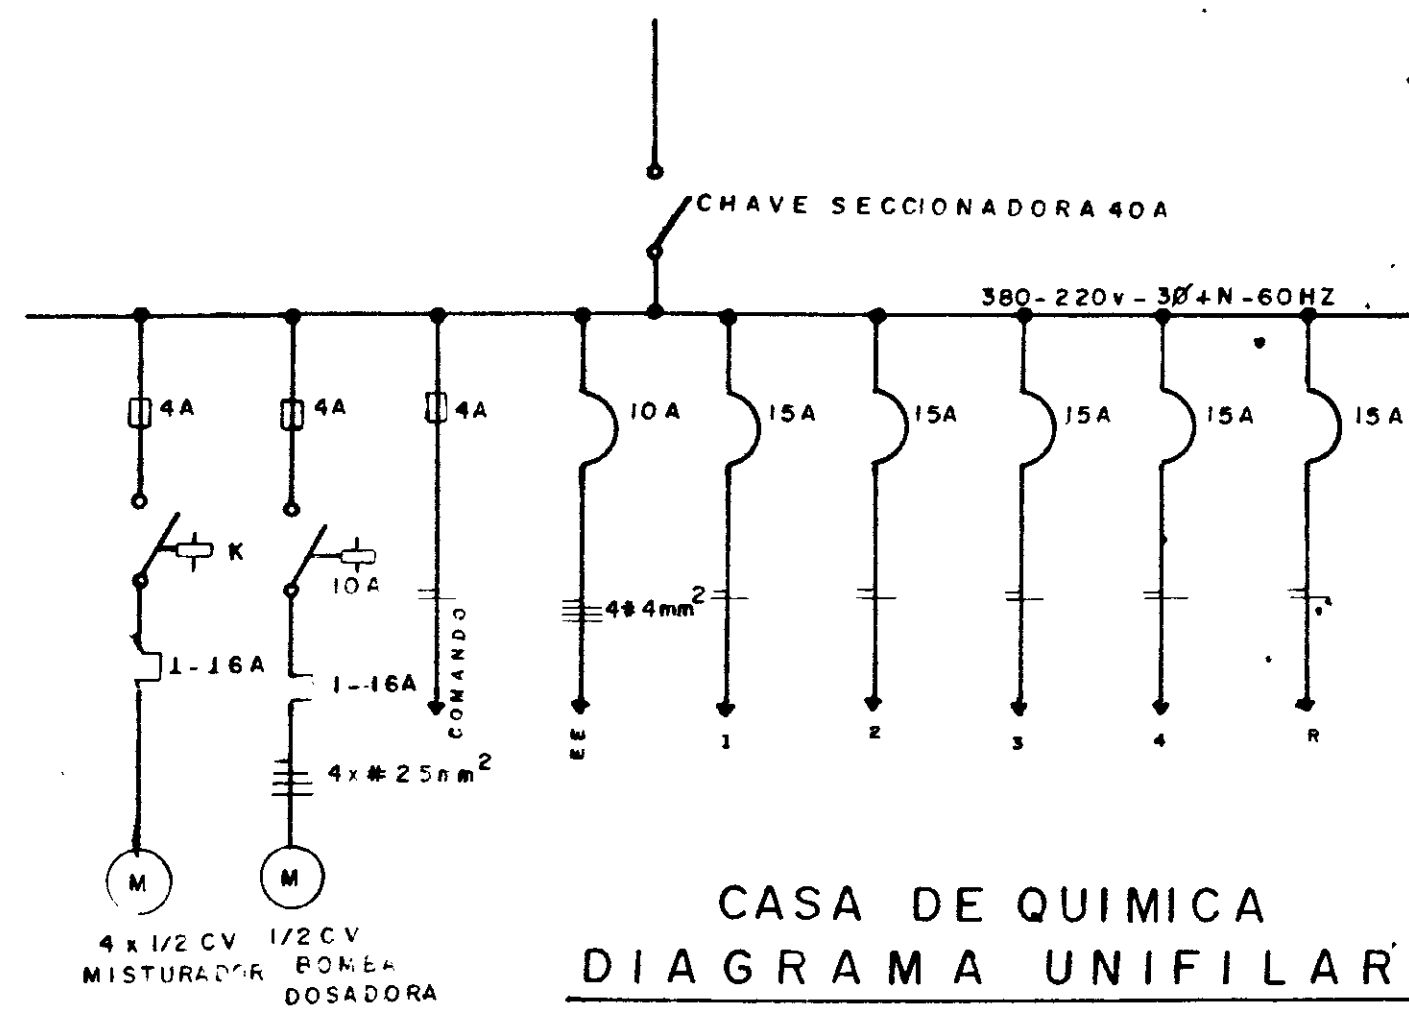 CHAVE SECCIONADORA 40A
380-220v-3Ø+N-60HZ
4A
4A
4A
10A
15A
15A
15A
15A
15A
K
10A
4#4mm²
COMANDO
1-16A
1--16A
EE
1
2
3
4
R
4x#25mm²
M
M
4 x 1/2 CV
MISTURADOR
1/2 CV
BOMBA
DOSADORA
CASA DE QUIMICA
DIAGRAMA UNIFILAR